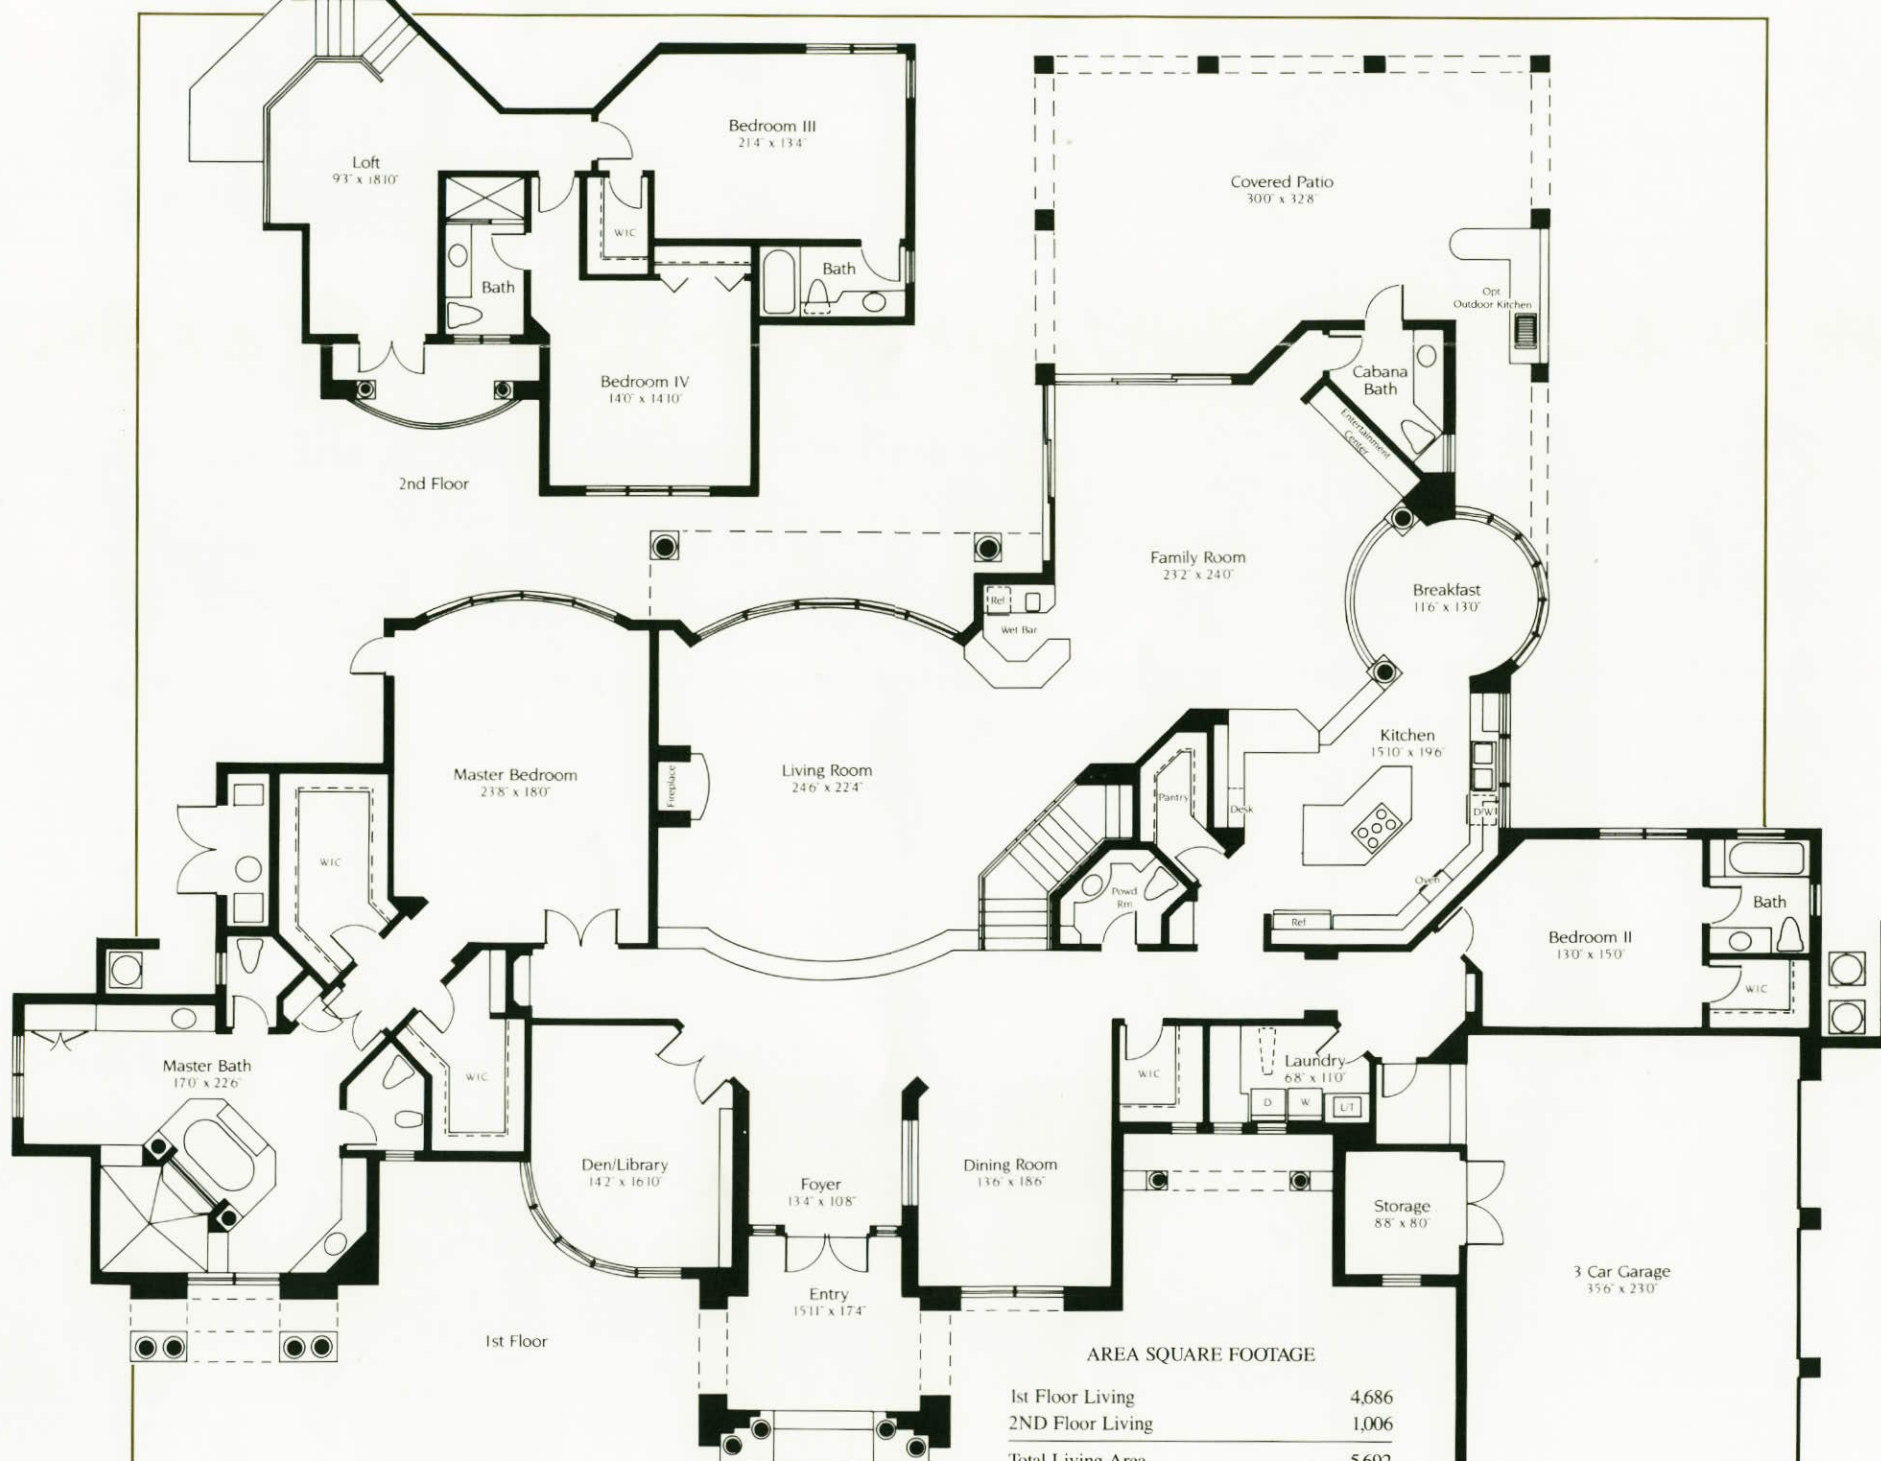 Bedroom III
21'4" x 13'4"
Loft
9'3" x 18'10"
WIC
Bath
Bath
Bedroom IV
14'0" x 14'10"
2nd Floor
Covered Patio
30'0" x 32'8"
Opt.
Outdoor Kitchen
Cabana
Bath
Entertainment
Center
Family Room
23'2" x 24'0"
Breakfast
11'6" x 13'0"
Ref
Wet Bar
Kitchen
15'10" x 19'6"
Master Bedroom
23'8" x 18'0"
Fireplace
Living Room
24'6" x 22'4"
Pantry
Desk
D/W
WIC
Powd
Rm
Oven
Ref
Bedroom II
13'0" x 15'0"
Bath
WIC
Master Bath
17'0" x 22'6"
WIC
WIC
Laundry
6'8" x 11'0"
D
W
L/T
Den/Library
14'2" x 16'10"
Foyer
13'4" x 10'8"
Dining Room
13'6" x 18'6"
Storage
8'8" x 8'0"
3 Car Garage
35'6" x 23'0"
Entry
15'11" x 17'4"
1st Floor
AREA SQUARE FOOTAGE
1st Floor Living 4,686
2ND Floor Living 1,006
Total Living Area 5,692